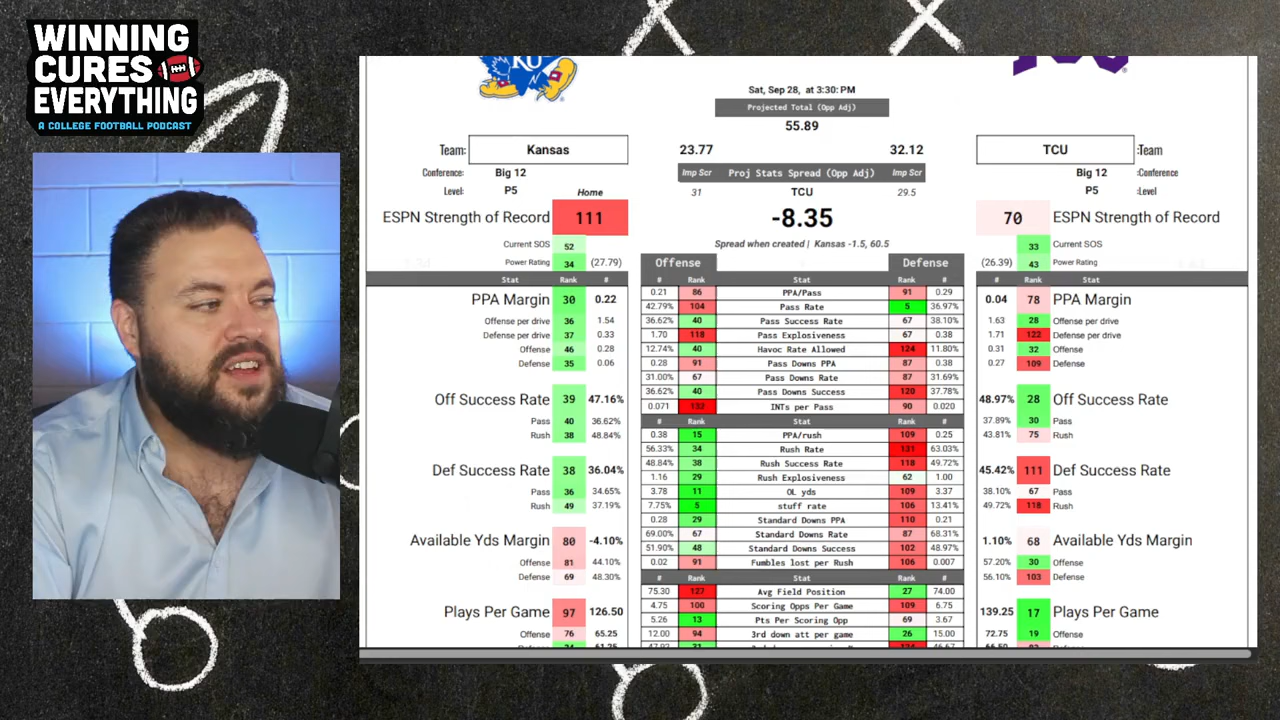 WINNING
CURES
EVERYTHING
A COLLEGE FOOTBALL PODCAST
KU
Sat, Sep 28, at 3:30: PM
Projected Total (Opp Adj)
55.89
Team: Kansas 23.77 32.12 TCU :Team
Conference: Big 12 Imp Scr Proj Stats Spread (Opp Adj) Imp Scr Big 12 :Conference
Level: P5 Home 31 TCU 29.5 P5 :Level
ESPN Strength of Record 111 -8.35 70 ESPN Strength of Record
Current SOS 52 Spread when created | Kansas -1.5, 60.5 33 Current SOS
Power Rating 34 (27.79) Offense Defense (26.39) 43 Power Rating
Stat Rank # # Rank Stat Rank # # Rank Stat
0.21 86 PPA/Pass 91 0.29
PPA Margin 30 0.22 0.04 78 PPA Margin
42.79% 104 Pass Rate 5 36.97%
Offense per drive 36 1.54 36.62% 40 Pass Success Rate 67 38.10% 1.63 28 Offense per drive
Defense per drive 37 0.33 1.70 118 Pass Explosiveness 67 0.38 1.71 122 Defense per drive
Offense 46 0.28 12.74% 40 Havoc Rate Allowed 124 11.80% 0.31 32 Offense
Defense 35 0.06 0.28 91 Pass Downs PPA 87 0.38 0.27 109 Defense
31.00% 67 Pass Downs Rate 87 31.69%
36.62% 40 Pass Downs Success 120 37.78%
Off Success Rate 39 47.16% 48.97% 28 Off Success Rate
0.071 132 INTs per Pass 90 0.020
Pass 40 36.62% # Rank Stat Rank # 37.89% 30 Pass
Rush 38 48.84% 0.38 15 PPA/rush 109 0.25 43.81% 75 Rush
56.33% 34 Rush Rate 131 63.03%
48.84% 38 Rush Success Rate 118 49.72%
Def Success Rate 38 36.04% 45.42% 111 Def Success Rate
1.16 29 Rush Explosiveness 62 1.00
Pass 36 34.65% 3.78 11 OL yds 109 3.37 38.10% 67 Pass
Rush 49 37.19% 7.75% 5 stuff rate 106 13.41% 49.72% 118 Rush
0.28 29 Standard Downs PPA 110 0.21
69.00% 67 Standard Downs Rate 87 68.31%
Available Yds Margin 80 -4.10% 1.10% 68 Available Yds Margin
51.90% 48 Standard Downs Success 102 48.97%
Offense 81 44.10% 0.02 91 Fumbles lost per Rush 106 0.007 57.20% 30 Offense
Defense 69 48.30% # Rank Stat Rank # 56.10% 103 Defense
75.30 127 Avg Field Position 27 74.00
4.75 100 Scoring Opps Per Game 109 6.75
Plays Per Game 97 126.50 139.25 17 Plays Per Game
5.26 13 Pts Per Scoring Opp 69 3.67
Offense 76 65.25 12.00 94 3rd down att per game 26 15.00 72.75 19 Offense